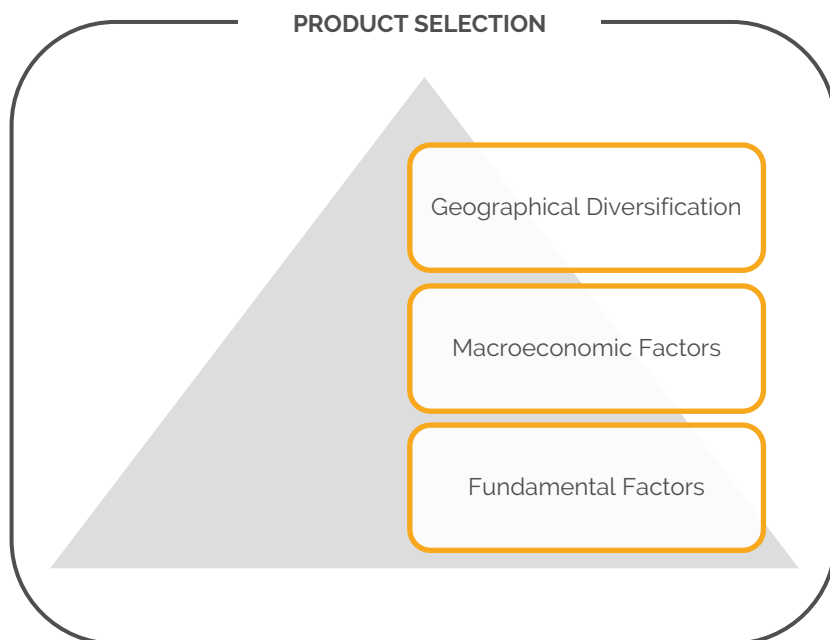 PRODUCT SELECTION
Geographical Diversification
Macroeconomic Factors
Fundamental Factors